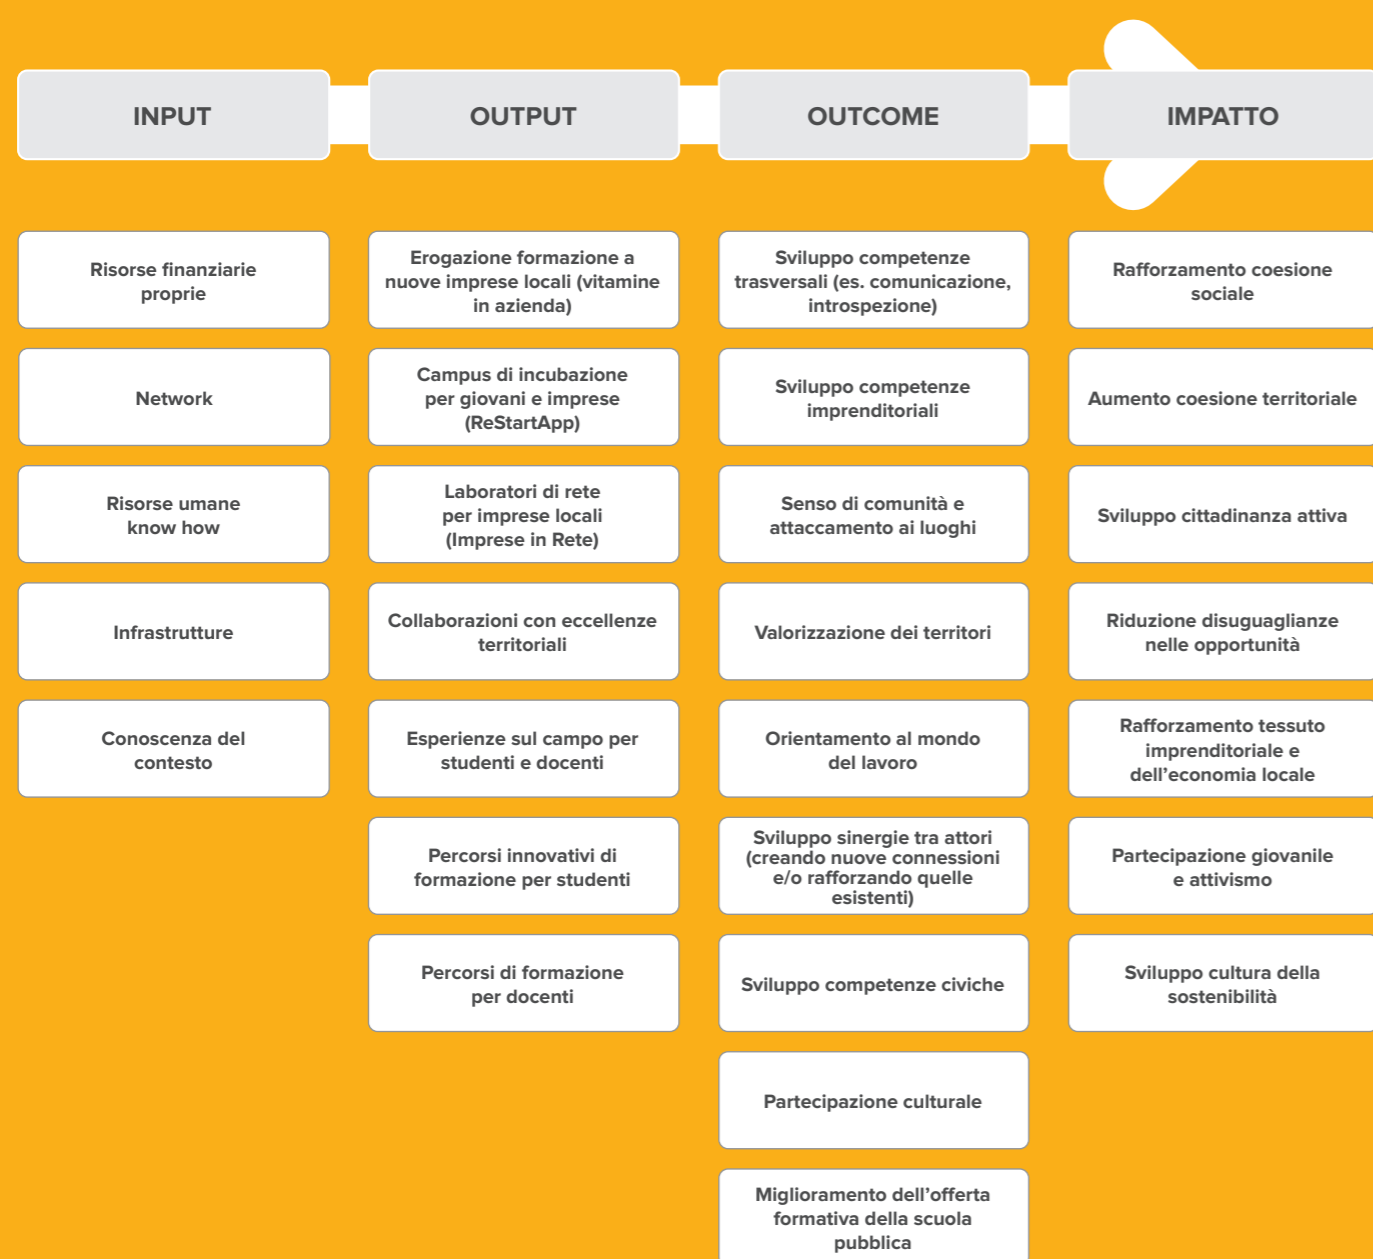 INPUT
OUTPUT
OUTCOME
IMPATTO
Risorse finanziarie
proprie
Network
Risorse umane
know how
Infrastrutture
Conoscenza del
contesto
Erogazione formazione a
nuove imprese locali (vitamine
in azienda)
Campus di incubazione
per giovani e imprese
(ReStartApp)
Laboratori di rete
per imprese locali
(Imprese in Rete)
Collaborazioni con eccellenze
territoriali
Esperienze sul campo per
studenti e docenti
Percorsi innovativi di
formazione per studenti
Percorsi di formazione
per docenti
Sviluppo competenze
trasversali (es. comunicazione,
introspezione)
Sviluppo competenze
imprenditoriali
Senso di comunità e
attaccamento ai luoghi
Valorizzazione dei territori
Orientamento al mondo
del lavoro
Sviluppo sinergie tra attori
(creando nuove connessioni
e/o rafforzando quelle
esistenti)
Sviluppo competenze civiche
Partecipazione culturale
Miglioramento dell’offerta
formativa della scuola
pubblica
Rafforzamento coesione
sociale
Aumento coesione territoriale
Sviluppo cittadinanza attiva
Riduzione disuguaglianze
nelle opportunità
Rafforzamento tessuto
imprenditoriale e
dell’economia locale
Partecipazione giovanile
e attivismo
Sviluppo cultura della
sostenibilità